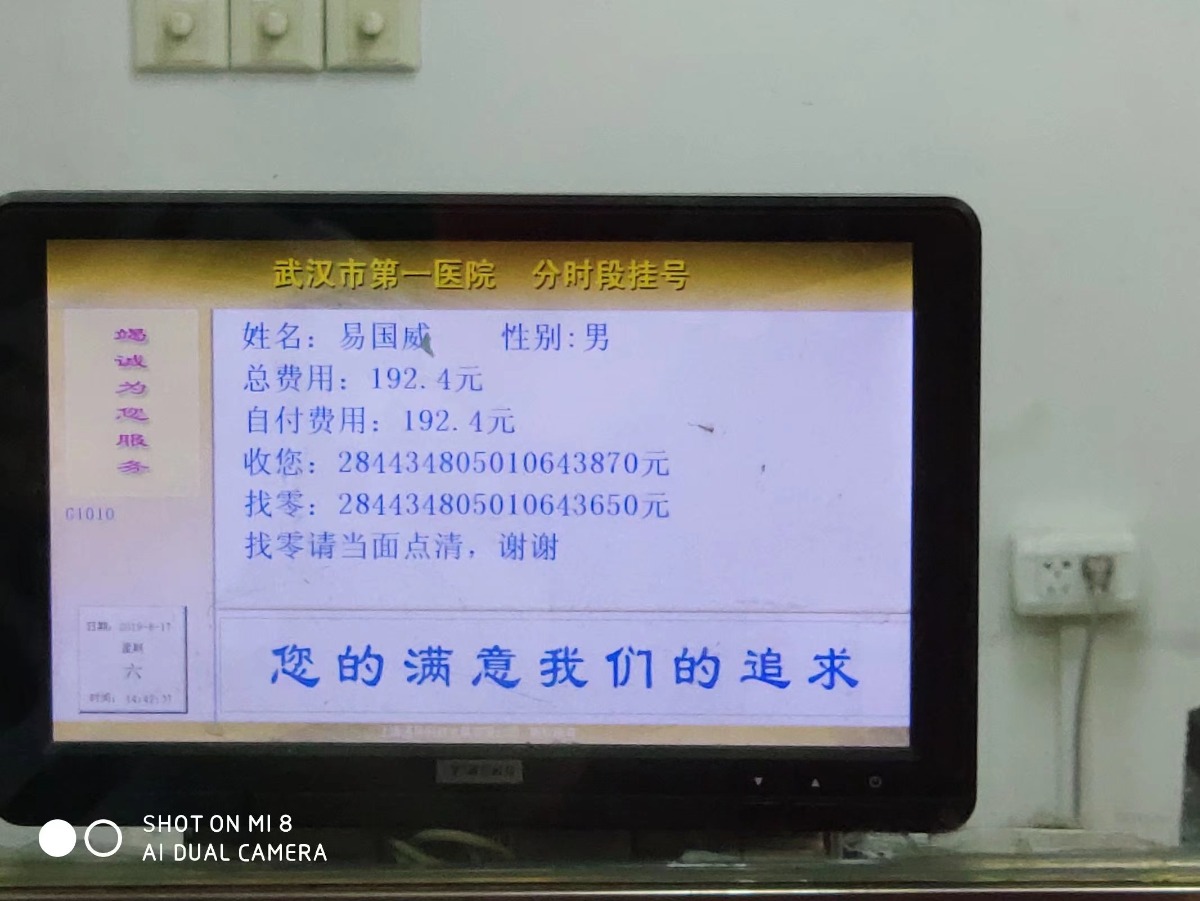 武汉市第一医院 分时段挂号
竭诚为您服务
G1010
姓名：易国威 性别:男
总费用：192.4元
自付费用：192.4元
收您：284434805010643870元
找零：284434805010643650元
找零请当面点清，谢谢
日期：2019-8-17
星期
六
时间：14:42:37
您的满意我们的追求
SHOT ON MI 8
AI DUAL CAMERA